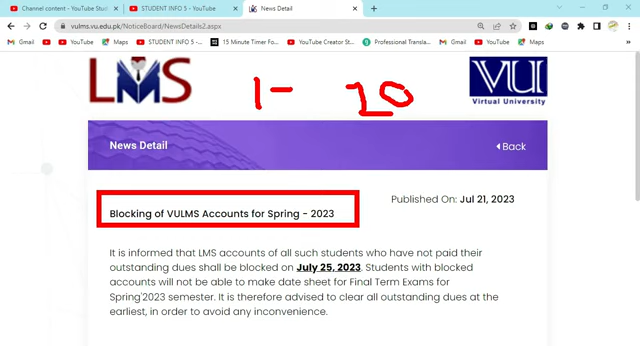 Channel content - YouTube Stud
STUDENT INFO 5 - YouTube
News Detail
vulms.vu.edu.pk/NoticeBoard/NewsDetails2.aspx
Gmail YouTube Maps STUDENT INFO 5 - 15 Minute Timer Fo YouTube Creator St Professional Transla Gmail YouTube Maps
LMS 1- 20 VU
Virtual University
News Detail Back
Published On: Jul 21, 2023
Blocking of VULMS Accounts for Spring - 2023
It is informed that LMS accounts of all such students who have not paid their
outstanding dues shall be blocked on July 25, 2023. Students with blocked
accounts will not be able to make date sheet for Final Term Exams for
Spring'2023 semester. It is therefore advised to clear all outstanding dues at the
earliest, in order to avoid any inconvenience.